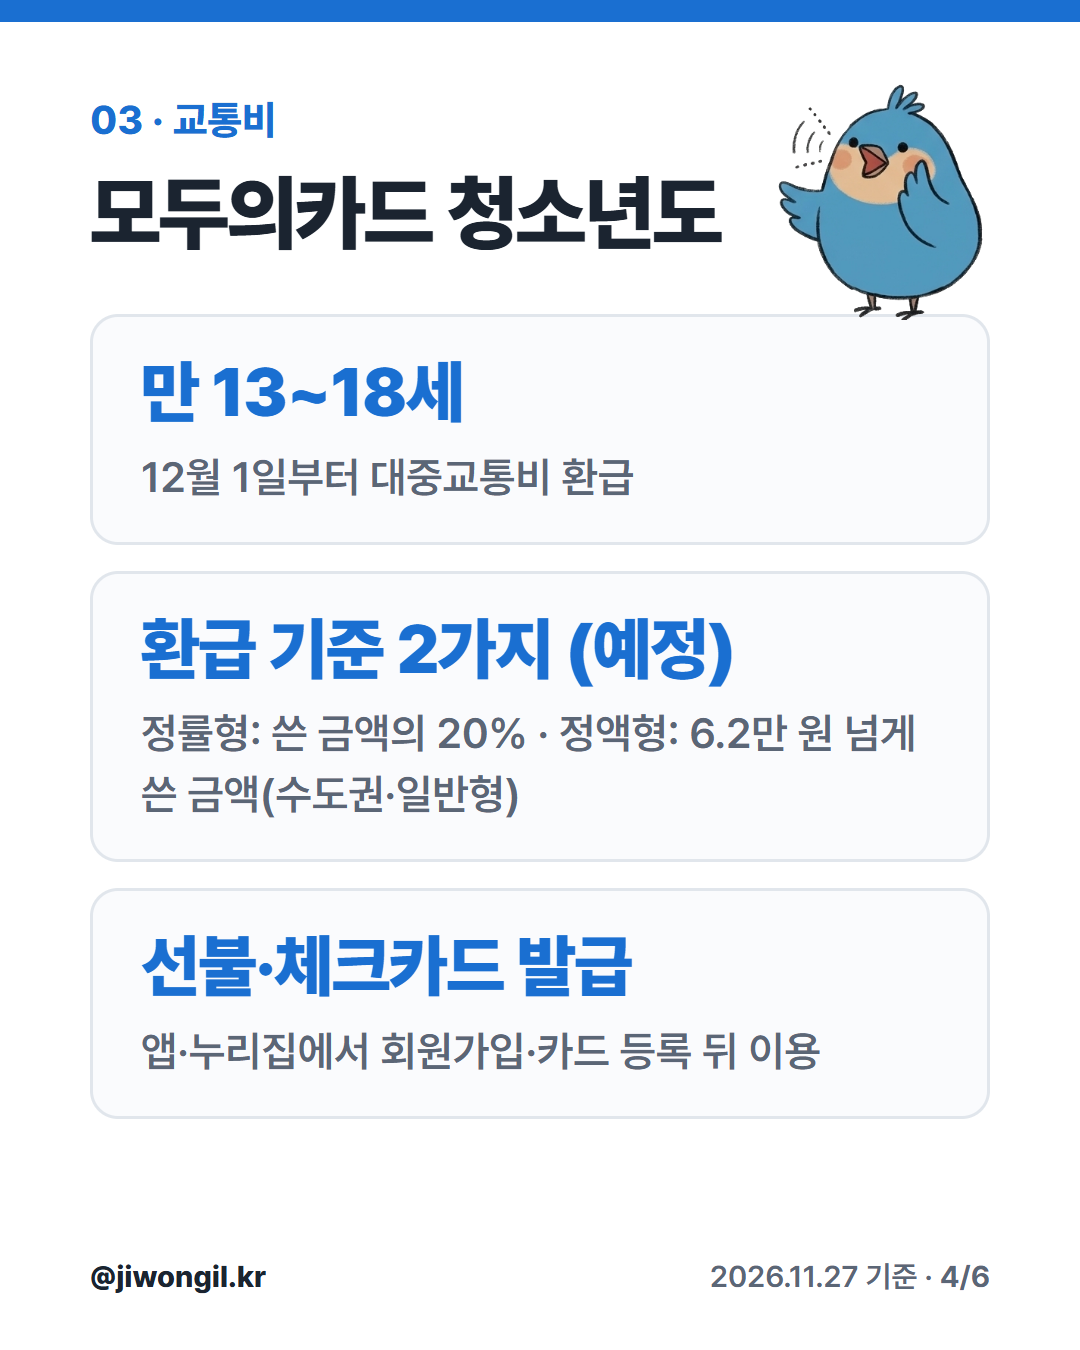 03 · 교통비
모두의카드 청소년도
만 13~18세
12월 1일부터 대중교통비 환급
환급 기준 2가지 (예정)
정률형: 쓴 금액의 20% · 정액형: 6.2만 원 넘게
쓴 금액(수도권·일반형)
선불·체크카드 발급
앱·누리집에서 회원가입·카드 등록 뒤 이용
@jiwongil.kr
2026.11.27 기준 · 4/6